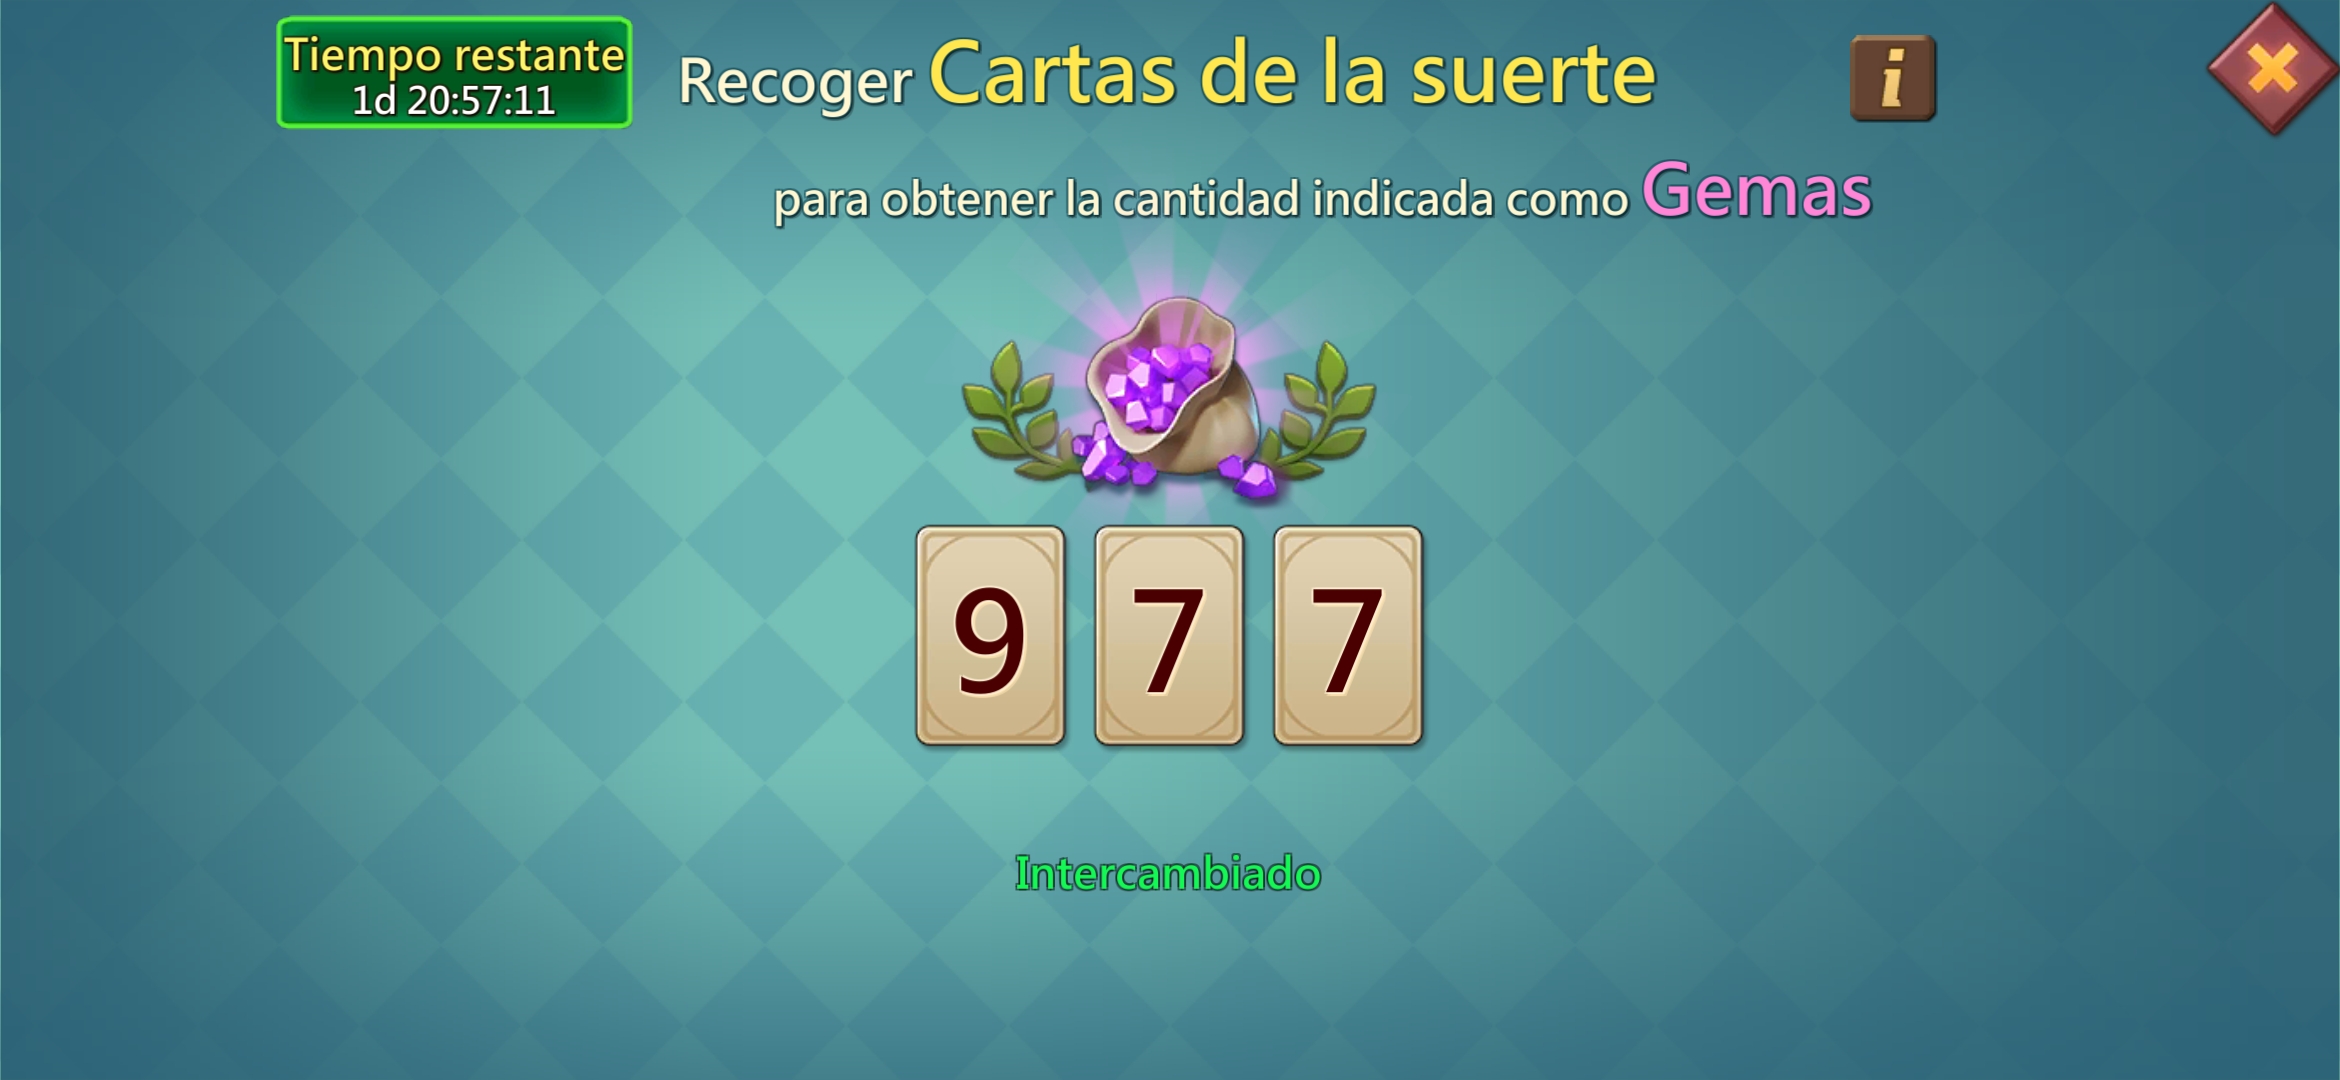 Tiempo restante
1d 20:57:11
Recoger Cartas de la suerte
i
para obtener la cantidad indicada como Gemas
9 7 7
Intercambiado